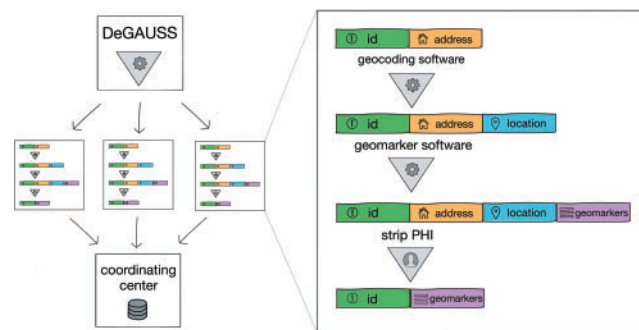 DeGAUSS
coordinating
center
id address
geocoding software
id address location
geomarker software
id address location geomarkers
strip PHI
id geomarkers